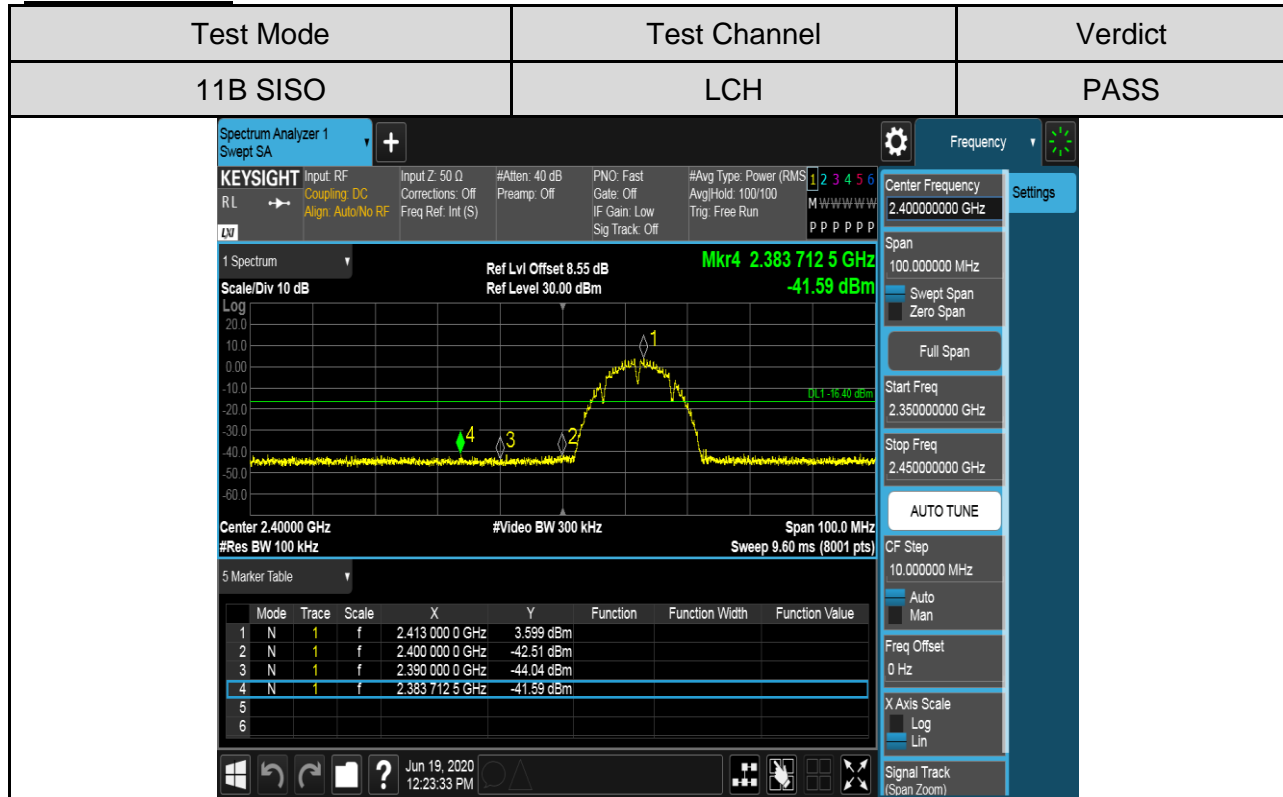 Test Mode Test Channel Verdict
11B SISO LCH PASS
Spectrum Analyzer 1
Swept SA
+
Frequency
KEYSIGHT Input: RF Input Z: 50 Ω #Atten: 40 dB PNO: Fast #Avg Type: Power (RMS 1 2 3 4 5 6
RL Coupling: DC Corrections: Off Preamp: Off Gate: Off Avg|Hold: 100/100 M W W W W W
Align: Auto/No RF Freq Ref: Int (S) IF Gain: Low Trig: Free Run
LXI Sig Track: Off P P P P P P
1 Spectrum
Ref Lvl Offset 8.55 dB Mkr4 2.383 712 5 GHz
Scale/Div 10 dB Ref Level 30.00 dBm -41.59 dBm
Log
20.0
10.0
0.00
-10.0
-20.0
-30.0
-40.0
-50.0
-60.0
1
DL1 -16.40 dBm
4 3 2
Center 2.40000 GHz #Video BW 300 kHz Span 100.0 MHz
#Res BW 100 kHz Sweep 9.60 ms (8001 pts)
5 Marker Table
Mode Trace Scale X Y Function Function Width Function Value
1 N 1 f 2.413 000 0 GHz 3.599 dBm
2 N 1 f 2.400 000 0 GHz -42.51 dBm
3 N 1 f 2.390 000 0 GHz -44.04 dBm
4 N 1 f 2.383 712 5 GHz -41.59 dBm
5
6
?
Jun 19, 2020
12:23:33 PM
Center Frequency
2.400000000 GHz
Settings
Span
100.000000 MHz
Swept Span
Zero Span
Full Span
Start Freq
2.350000000 GHz
Stop Freq
2.450000000 GHz
AUTO TUNE
CF Step
10.000000 MHz
Auto
Man
Freq Offset
0 Hz
X Axis Scale
Log
Lin
Signal Track
(Span Zoom)